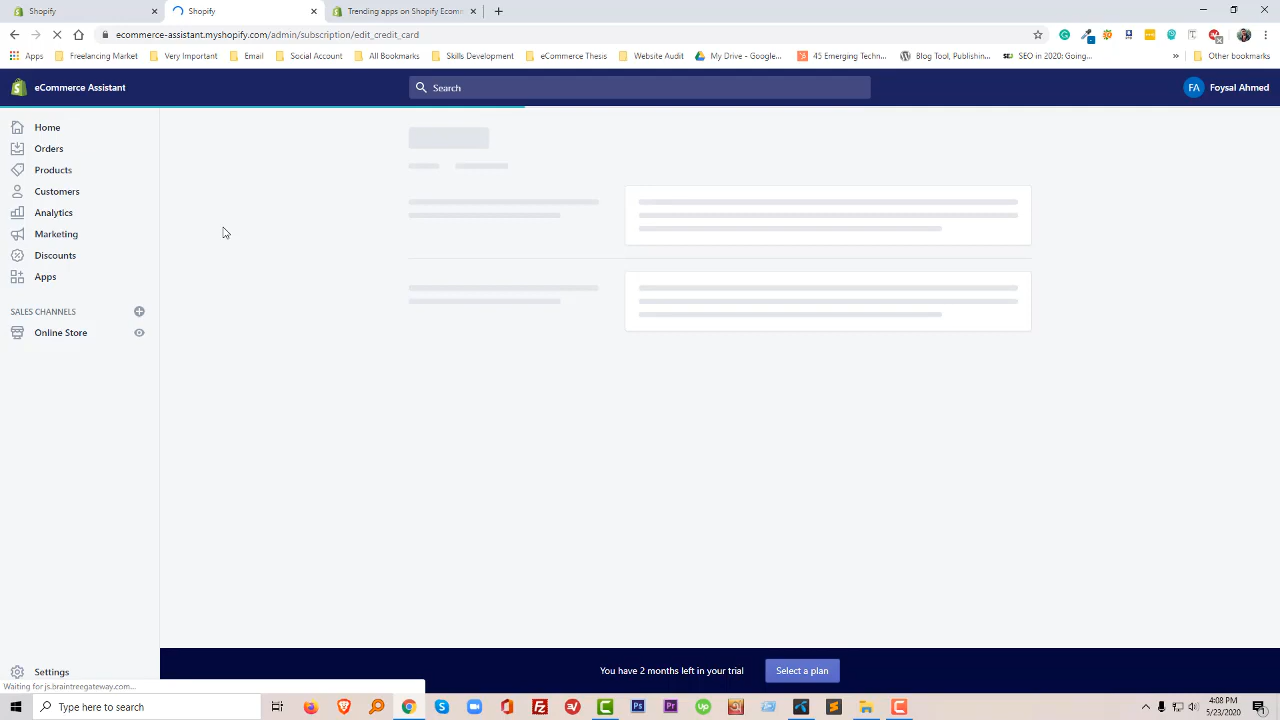 Shopify
Shopify
Trending apps on Shopify Ecom
ecommerce-assistant.myshopify.com/admin/subscription/edit_credit_card
Apps
Freelancing Market
Very Important
Email
Social Account
All Bookmarks
Skills Development
eCommerce Thesis
Website Audit
My Drive - Google...
45 Emerging Techn...
Blog Tool, Publishin...
SEO in 2020: Going...
»
Other bookmarks
eCommerce Assistant
Search
FA
Foysal Ahmed
Home
Orders
Products
Customers
Analytics
Marketing
Discounts
Apps
SALES CHANNELS
Online Store
Settings
You have 2 months left in your trial
Select a plan
Waiting for js.braintreegateway.com...
Type here to search
4:08 PM
5/23/2020